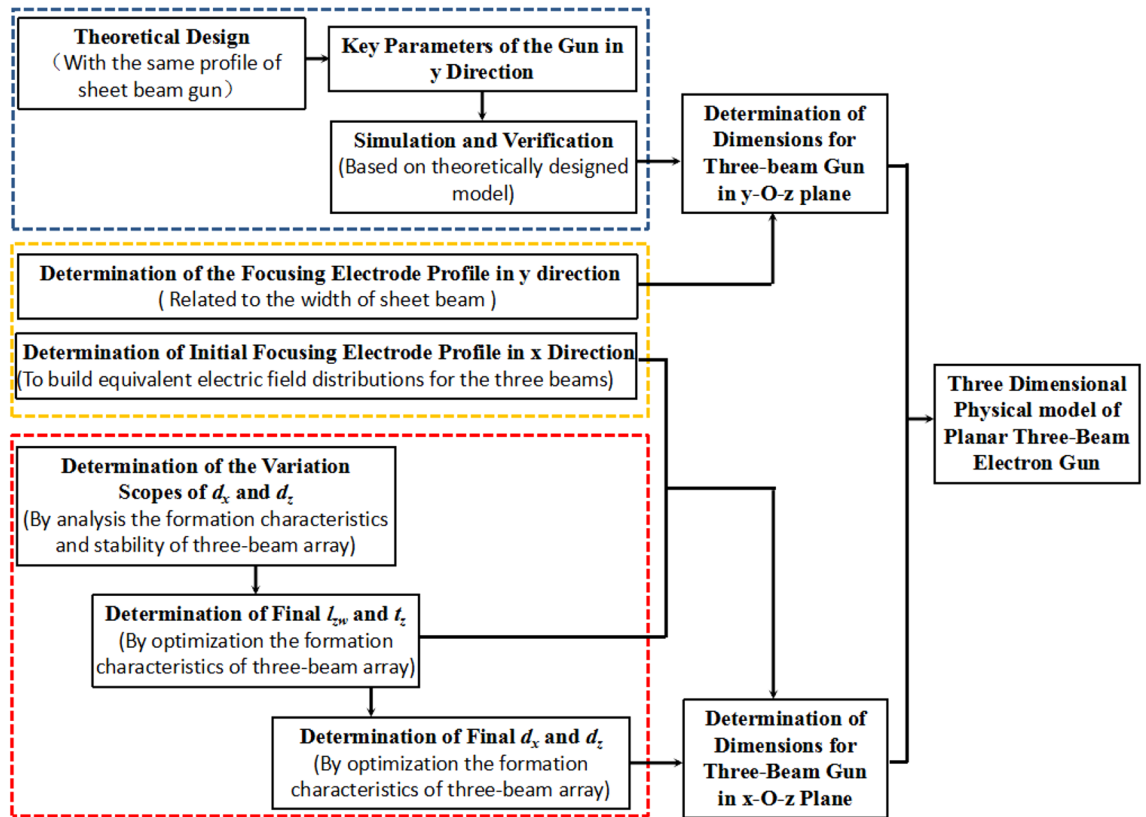 Theoretical Design
（With the same profile of
sheet beam gun）
Key Parameters of the Gun in
y Direction
Simulation and Verification
(Based on theoretically designed
model)
Determination of
Dimensions for
Three-beam Gun
in y-O-z plane
Determination of the Focusing Electrode Profile in y direction
( Related to the width of sheet beam )
Determination of Initial Focusing Electrode Profile in x Direction
(To build equivalent electric field distributions for the three beams)
Three Dimensional
Physical model of
Planar Three-Beam
Electron Gun
Determination of the Variation
Scopes of dx and dz
(By analysis the formation characteristics
and stability of three-beam array)
Determination of Final lzw and tz
(By optimization the formation
characteristics of three-beam array)
Determination of Final dx and dz
(By optimization the formation
characteristics of three-beam array)
Determination of
Dimensions for
Three-Beam Gun
in x-O-z Plane